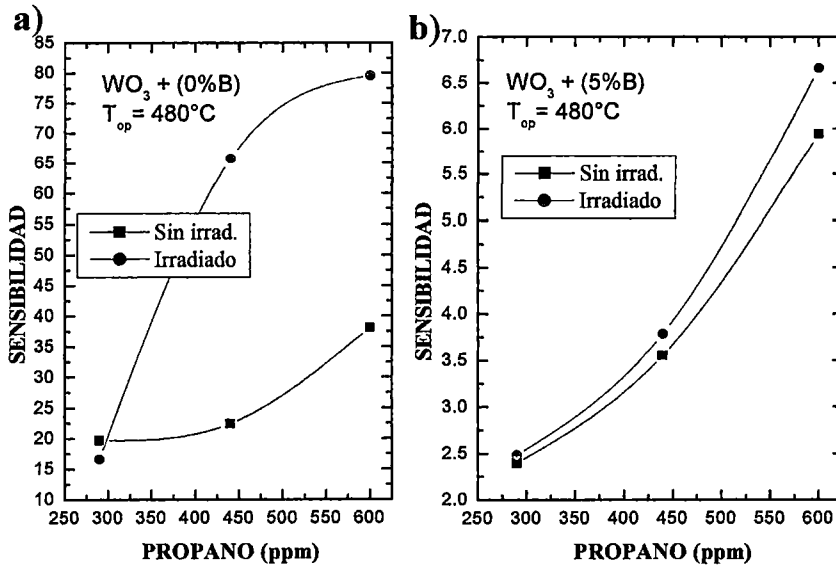 a)
85
80
75
70
65
60
55
50
45
40
35
30
25
20
15
10
SENSIBILIDAD
WO3 + (0%B)
Top= 480°C
Sin irrad.
Irradiado
250 300 350 400 450 500 550 600
PROPANO (ppm)
b)
7.0
6.5
6.0
5.5
5.0
4.5
4.0
3.5
3.0
2.5
2.0
SENSIBILIDAD
WO3 + (5%B)
Top= 480°C
Sin irrad.
Irradiado
250 300 350 400 450 500 550 600
PROPANO (ppm)